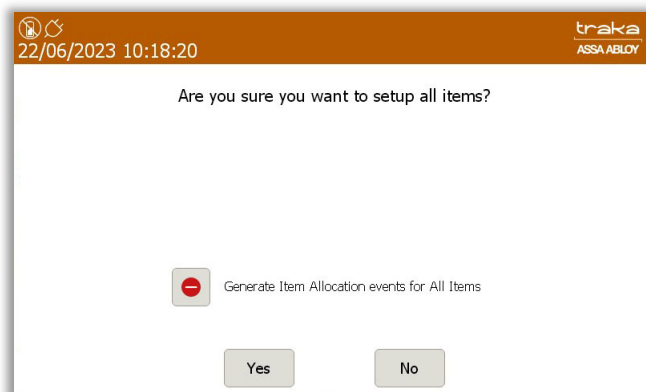 22/06/2023 10:18:20
traka
ASSA ABLOY
Are you sure you want to setup all items?
Generate Item Allocation events for All Items
Yes
No